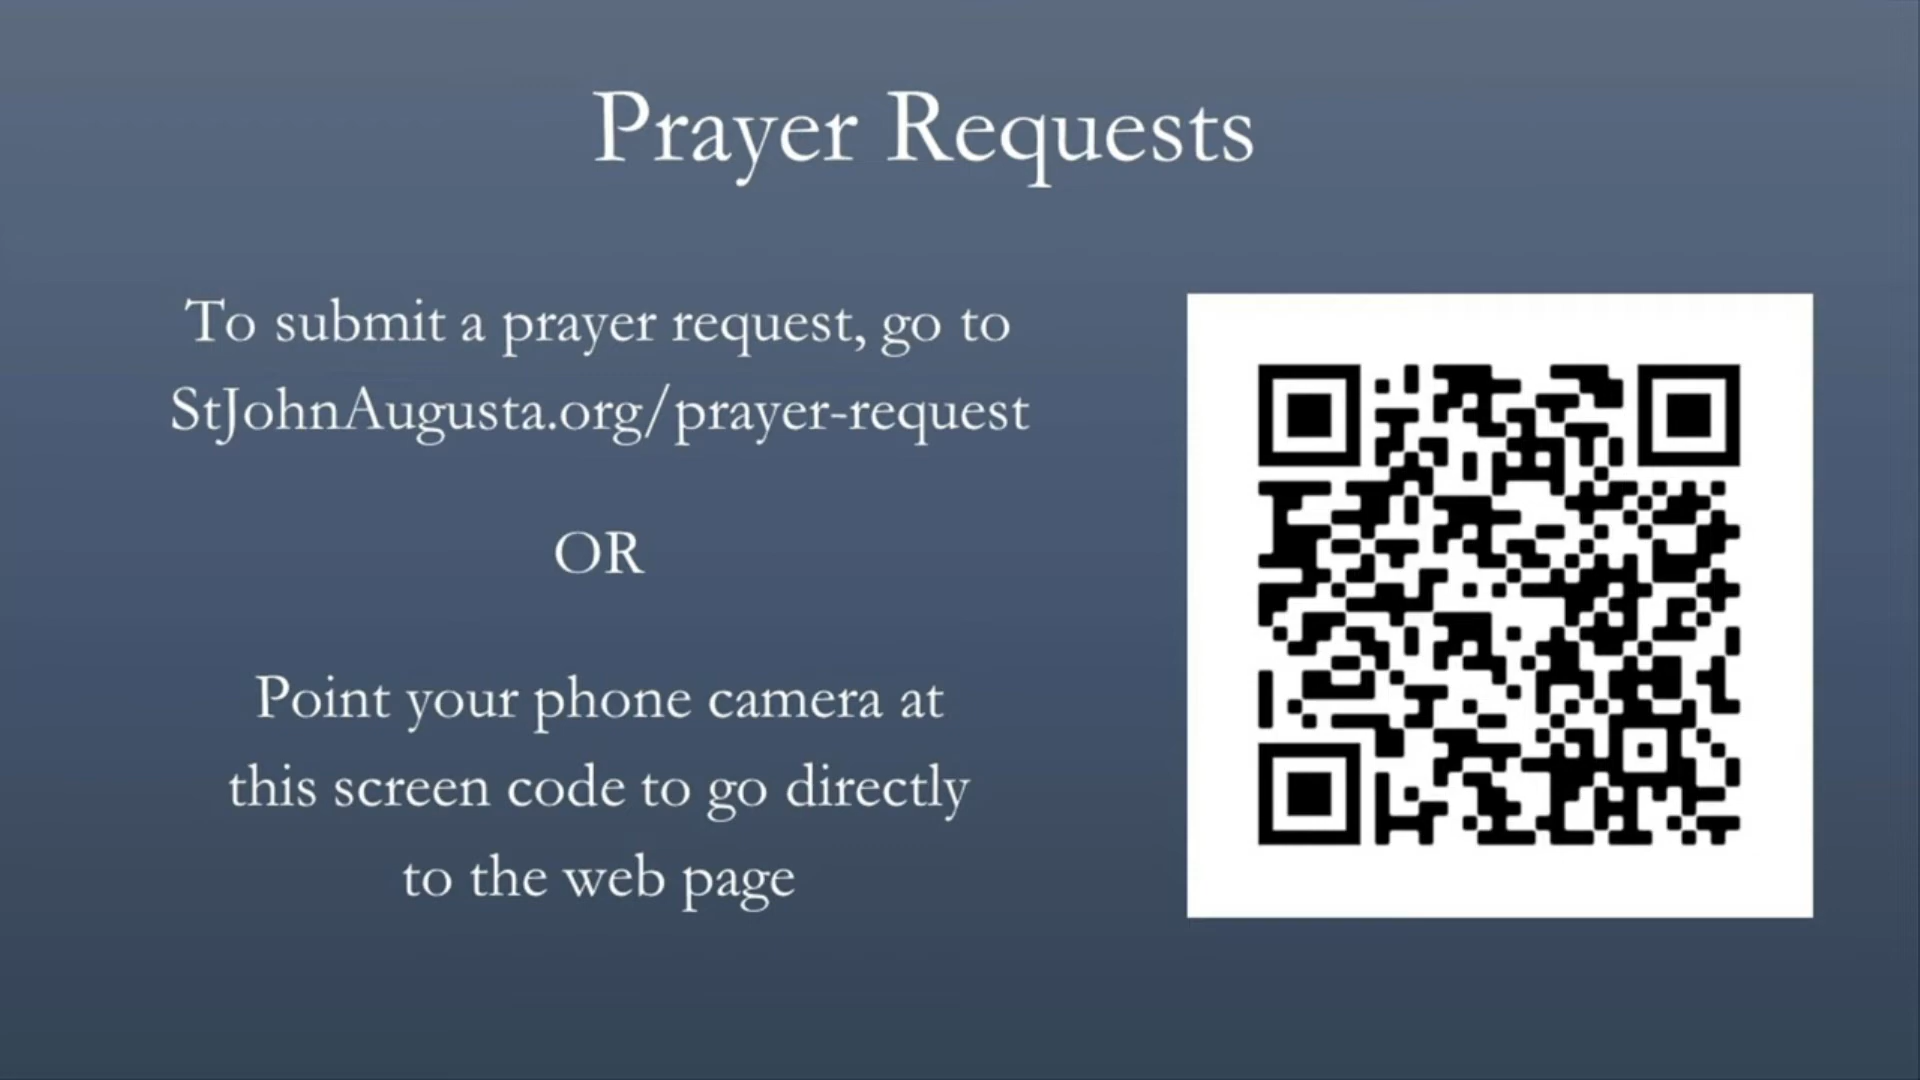 Prayer Requests
To submit a prayer request, go to
StJohnAugusta.org/prayer-request
OR
Point your phone camera at
this screen code to go directly
to the web page